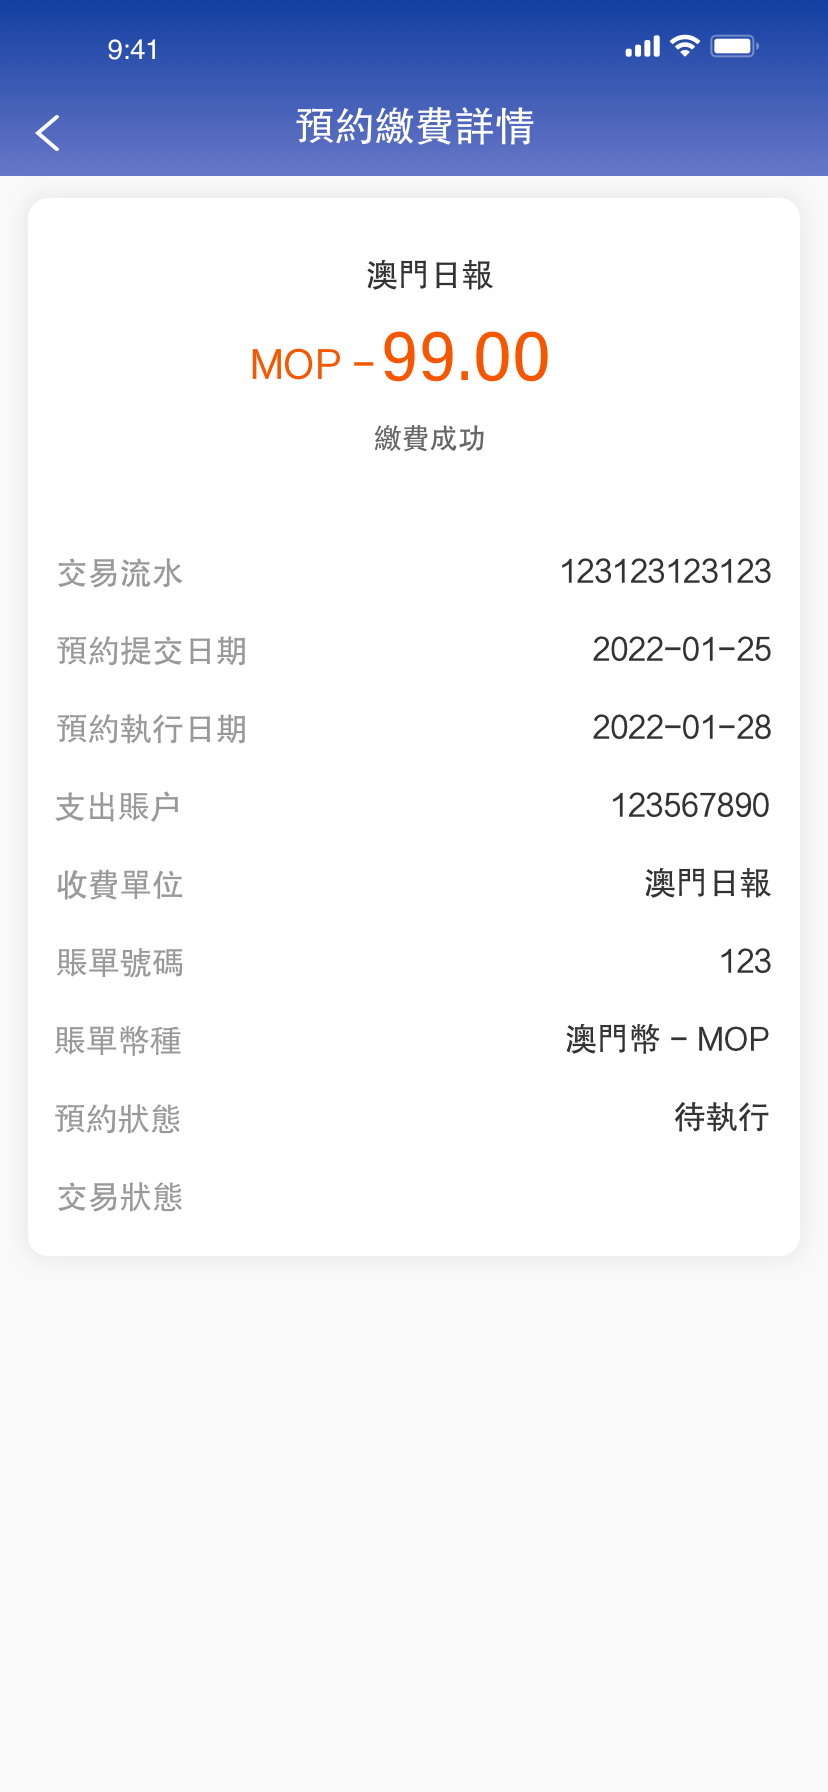 9:41
預約繳費詳情
澳門日報
MOP -99.00
繳費成功
交易流水 123123123123
預約提交日期 2022-01-25
預約執行日期 2022-01-28
支出賬户 123567890
收費單位 澳門日報
賬單號碼 123
賬單幣種 澳門幣 - MOP
預約狀態 待執行
交易狀態